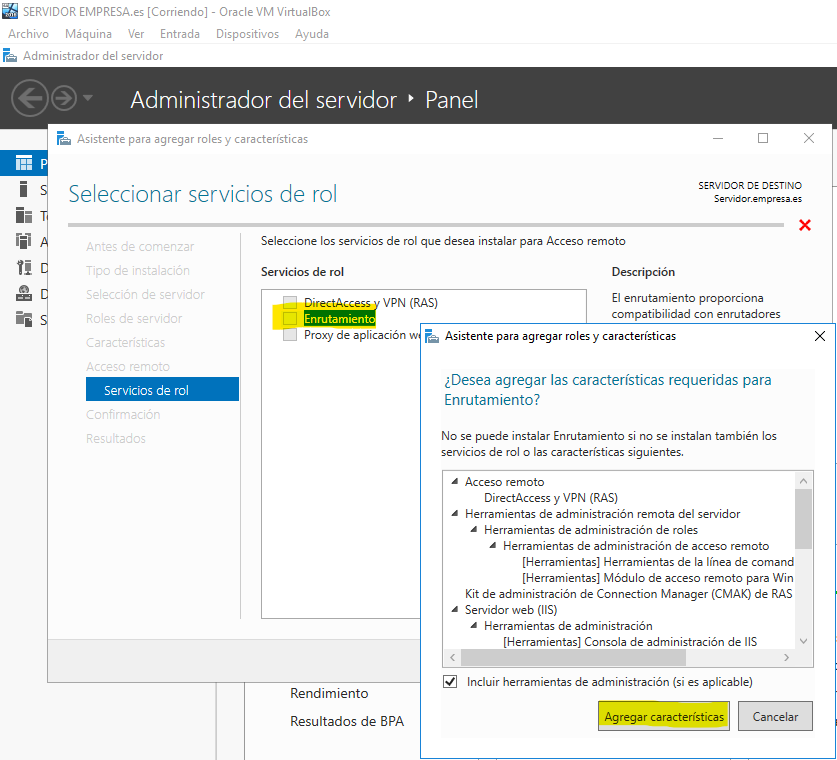 SERVIDOR EMPRESA.es [Corriendo] - Oracle VM VirtualBox
Archivo Máquina Ver Entrada Dispositivos Ayuda
Administrador del servidor
Administrador del servidor ‣ Panel
Asistente para agregar roles y características
Seleccionar servicios de rol
SERVIDOR DE DESTINO
Servidor.empresa.es
Antes de comenzar
Tipo de instalación
Selección de servidor
Roles de servidor
Características
Acceso remoto
Servicios de rol
Confirmación
Resultados
Seleccione los servicios de rol que desea instalar para Acceso remoto
Servicios de rol
DirectAccess y VPN (RAS)
Enrutamiento
Proxy de aplicación
Descripción
El enrutamiento proporciona
compatibilidad con enrutadores
Asistente para agregar roles y características
¿Desea agregar las características requeridas para
Enrutamiento?
No se puede instalar Enrutamiento si no se instalan también los
servicios de rol o las características siguientes.
Acceso remoto
DirectAccess y VPN (RAS)
Herramientas de administración remota del servidor
Herramientas de administración de roles
Herramientas de administración de acceso remoto
[Herramientas] Herramientas de la línea de comand
[Herramientas] Módulo de acceso remoto para Win
Kit de administración de Connection Manager (CMAK) de RAS
Servidor web (IIS)
Herramientas de administración
[Herramientas] Consola de administración de IIS
Incluir herramientas de administración (si es aplicable)
Agregar características Cancelar
Rendimiento
Resultados de BPA